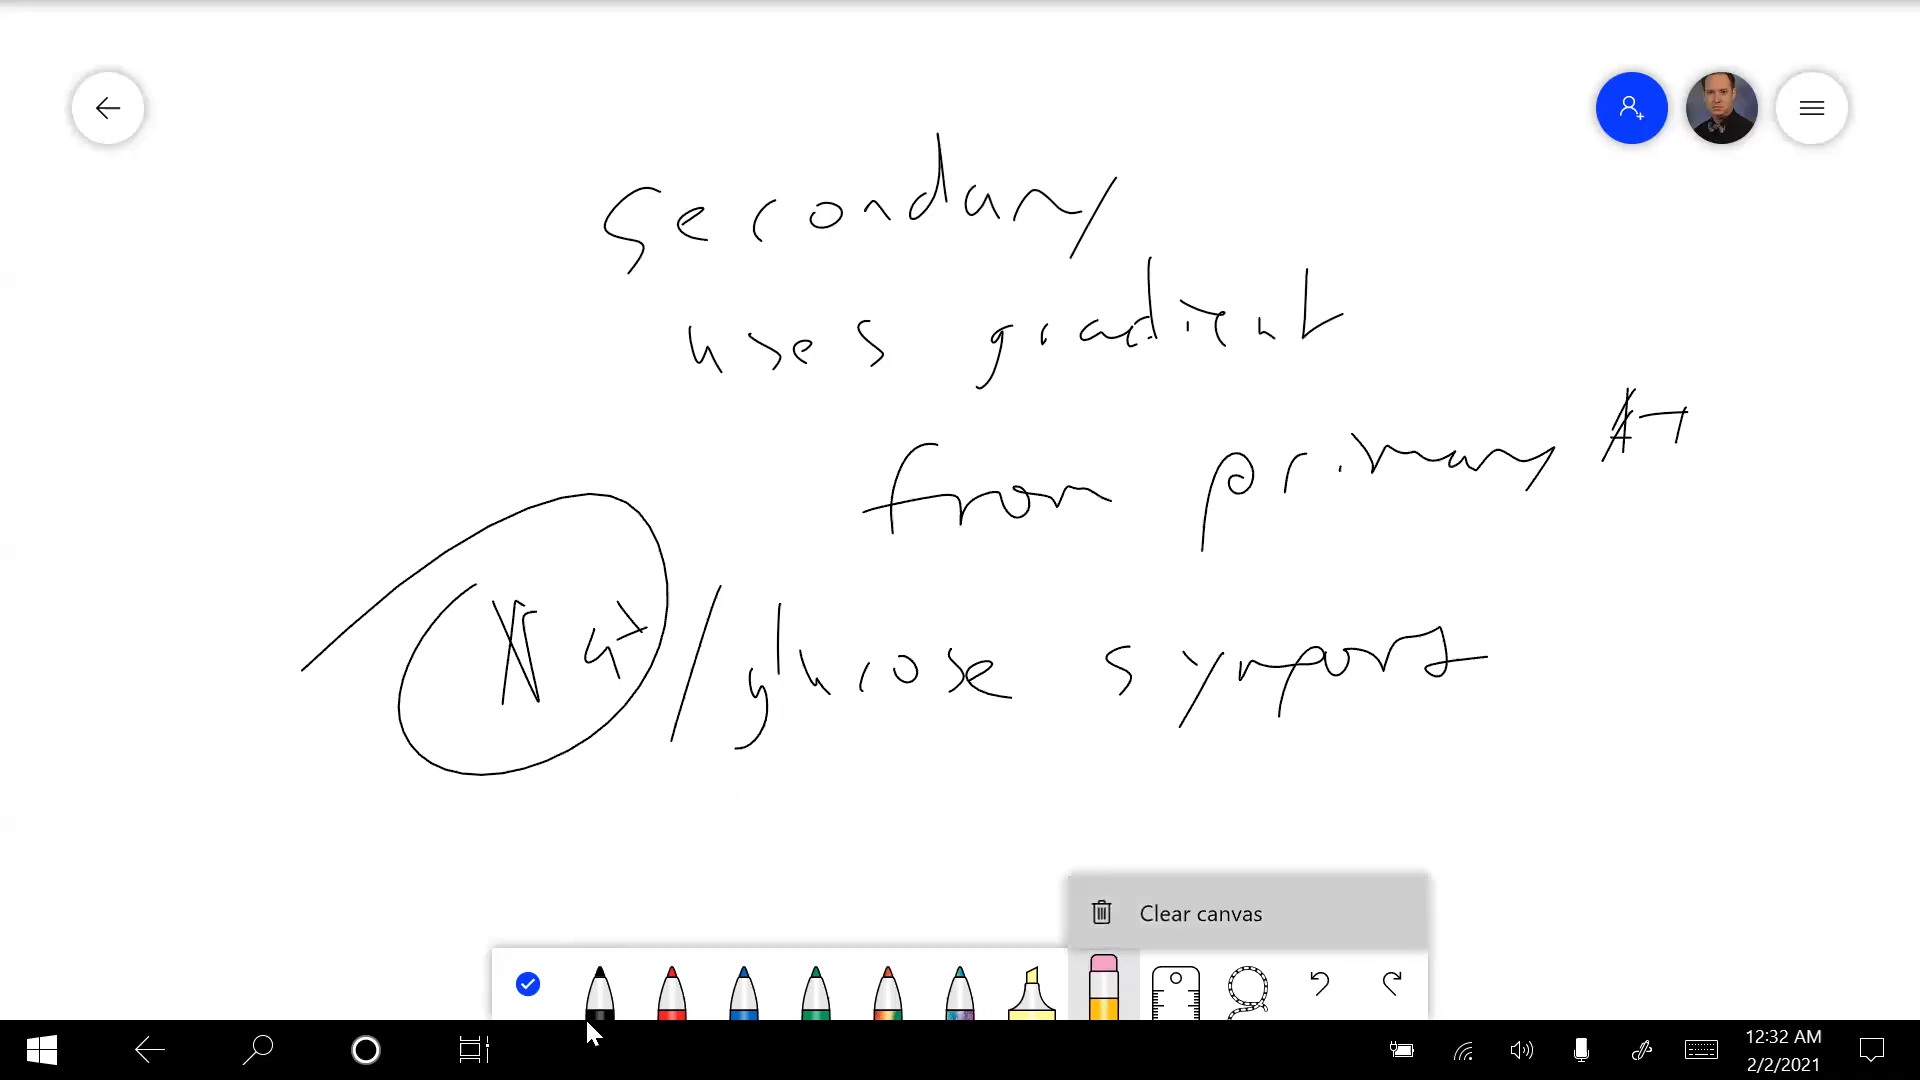 secondary
uses gradient
from primary AT
Na+/glucose symport
Clear canvas
12:32 AM
2/2/2021